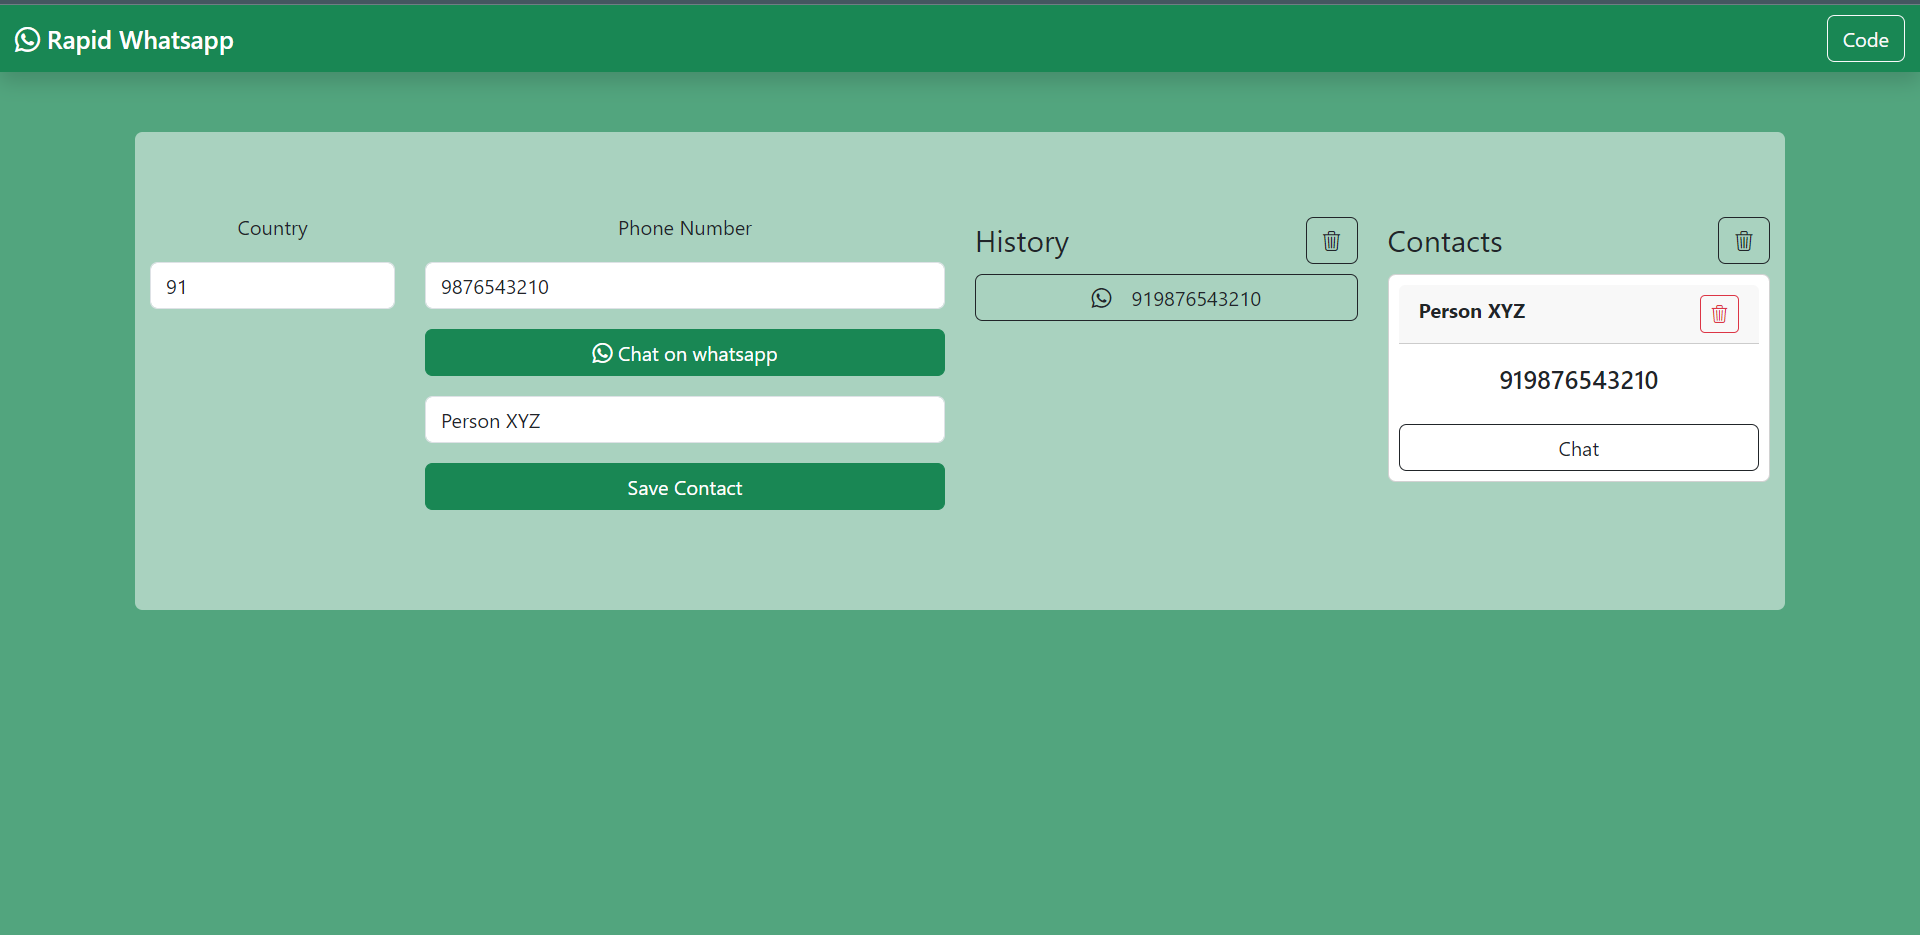 Rapid Whatsapp
Code
Country
91
Phone Number
9876543210
Chat on whatsapp
Person XYZ
Save Contact
History
919876543210
Contacts
Person XYZ
919876543210
Chat